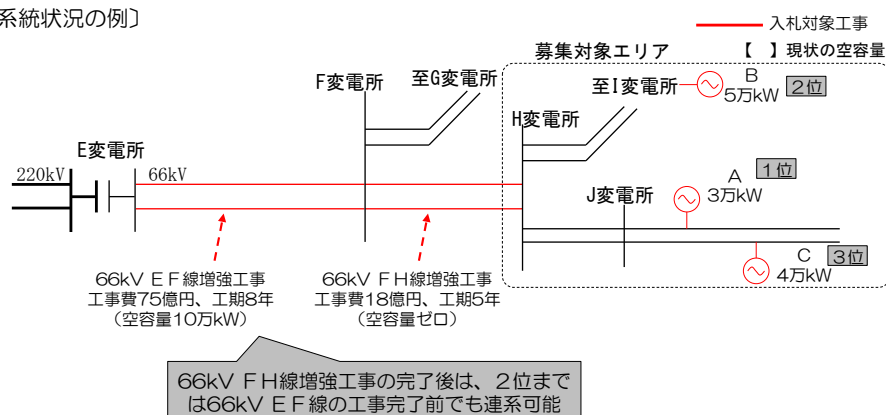 系統状況の例〕
入札対象工事
募集対象エリア
【 】現状の空容量
F変電所
至G変電所
至I変電所
B
5万kW
2位
H変電所
E変電所
220kV
66kV
J変電所
A
1位
3万kW
C
3位
4万kW
66kV EF線増強工事
工事費75億円、工期8年
(空容量10万kW)
66kV FH線増強工事
工事費18億円、工期5年
(空容量ゼロ)
66kV FH線増強工事の完了後は、2位まで
は66kV EF線の工事完了前でも連系可能